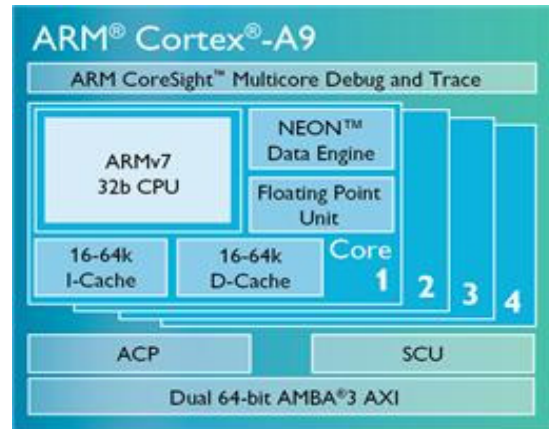 ARM® Cortex®-A9
ARM CoreSight™ Multicore Debug and Trace
ARMv7
32b CPU
NEON™
Data Engine
Floating Point
Unit
16-64k
I-Cache
16-64k
D-Cache
Core
1
2
3
4
ACP
SCU
Dual 64-bit AMBA®3 AXI